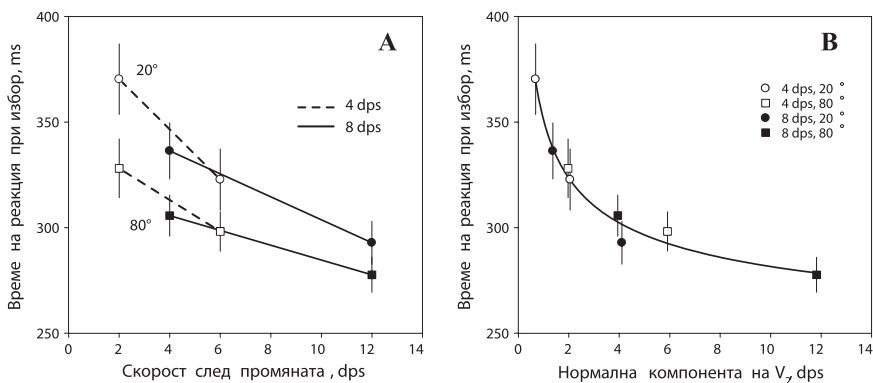 400
350
300
250
0
2
4
6
8
10
12
14
Време на реакция при избор, ms
Скорост след промяната , dps
A
20°
80°
4 dps
8 dps
400
350
300
250
0
2
4
6
8
10
12
14
Време на реакция при избор, ms
Нормална компонента на V₂, dps
B
4 dps, 20 °
4 dps, 80 °
8 dps, 20 °
8 dps, 80 °